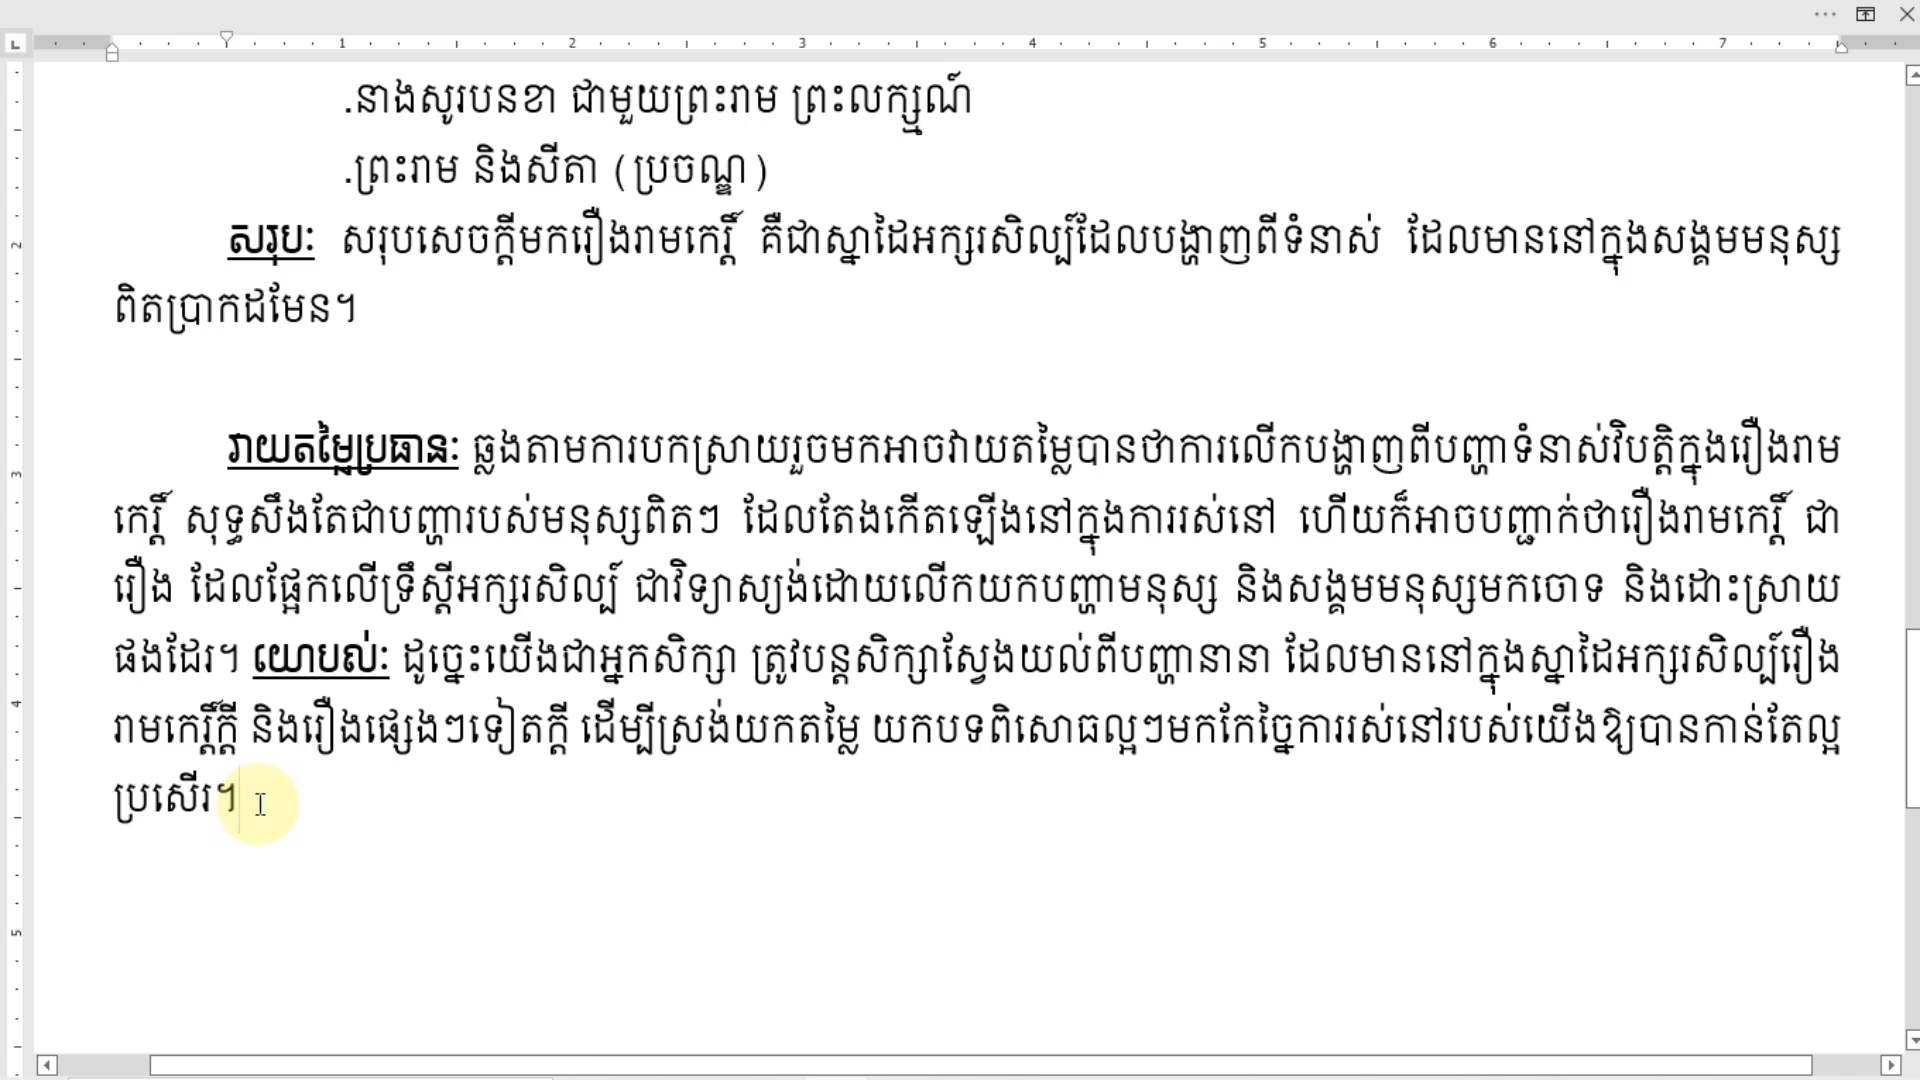 1 2 3 4 5 6 7
.នាងសូរបនខា ជាមួយព្រះរាម ព្រះលក្ស្មណ៍
.ព្រះរាម និងសីតា (ប្រចណ្ឌ)
សរុបៈ សរុបសេចក្តីមករឿងរាមកេរ្តិ៍ គឺជាស្នាដៃអក្សរសិល្ប៍ដែលបង្ហាញពីទំនាស់ ដែលមាននៅក្នុងសង្គមមនុស្ស
ពិតប្រាកដមែន។
វាយតម្លៃប្រធានៈ ឆ្លងតាមការបកស្រាយរួចមកអាចវាយតម្លៃបានថាការលើកបង្ហាញពីបញ្ហាទំនាស់វិបត្តិក្នុងរឿងរាម
កេរ្តិ៍ សុទ្ធសឹងតែជាបញ្ហារបស់មនុស្សពិតៗ ដែលតែងកើតឡើងនៅក្នុងការរស់នៅ ហើយក៏អាចបញ្ជាក់ថារឿងរាមកេរ្តិ៍ ជា
រឿង ដែលផ្អែកលើទ្រឹស្តីអក្សរសិល្ប៍ ជាវិទ្យាស្យង់ដោយលើកយកបញ្ហាមនុស្ស និងសង្គមមនុស្សមកចោទ និងដោះស្រាយ
ផងដែរ។ យោបល់ៈ ដូច្នេះយើងជាអ្នកសិក្សា ត្រូវបន្តសិក្សាស្វែងយល់ពីបញ្ហានានា ដែលមាននៅក្នុងស្នាដៃអក្សរសិល្ប៍រឿង
រាមកេរ្តិ៍ក្តី និងរឿងផ្សេងៗទៀតក្តី ដើម្បីស្រង់យកតម្លៃ យកបទពិសោធល្អៗមកកែច្នៃការរស់នៅរបស់យើងឱ្យបានកាន់តែល្អ
ប្រសើរ។
2
3
4
5